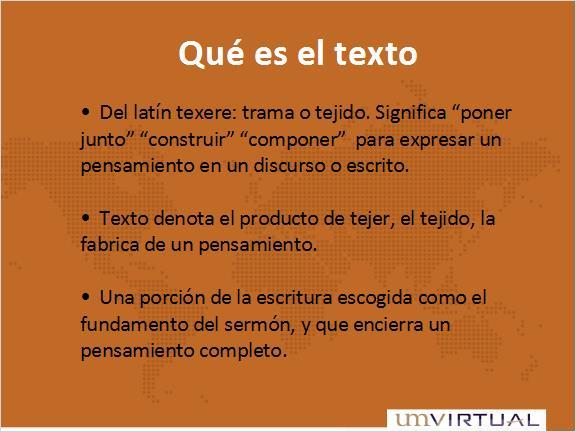 Qué es el texto
• Del latín texere: trama o tejido. Significa “poner
junto” “construir” “componer” para expresar un
pensamiento en un discurso o escrito.
• Texto denota el producto de tejer, el tejido, la
fabrica de un pensamiento.
• Una porción de la escritura escogida como el
fundamento del sermón, y que encierra un
pensamiento completo.
UMVIRTUAL